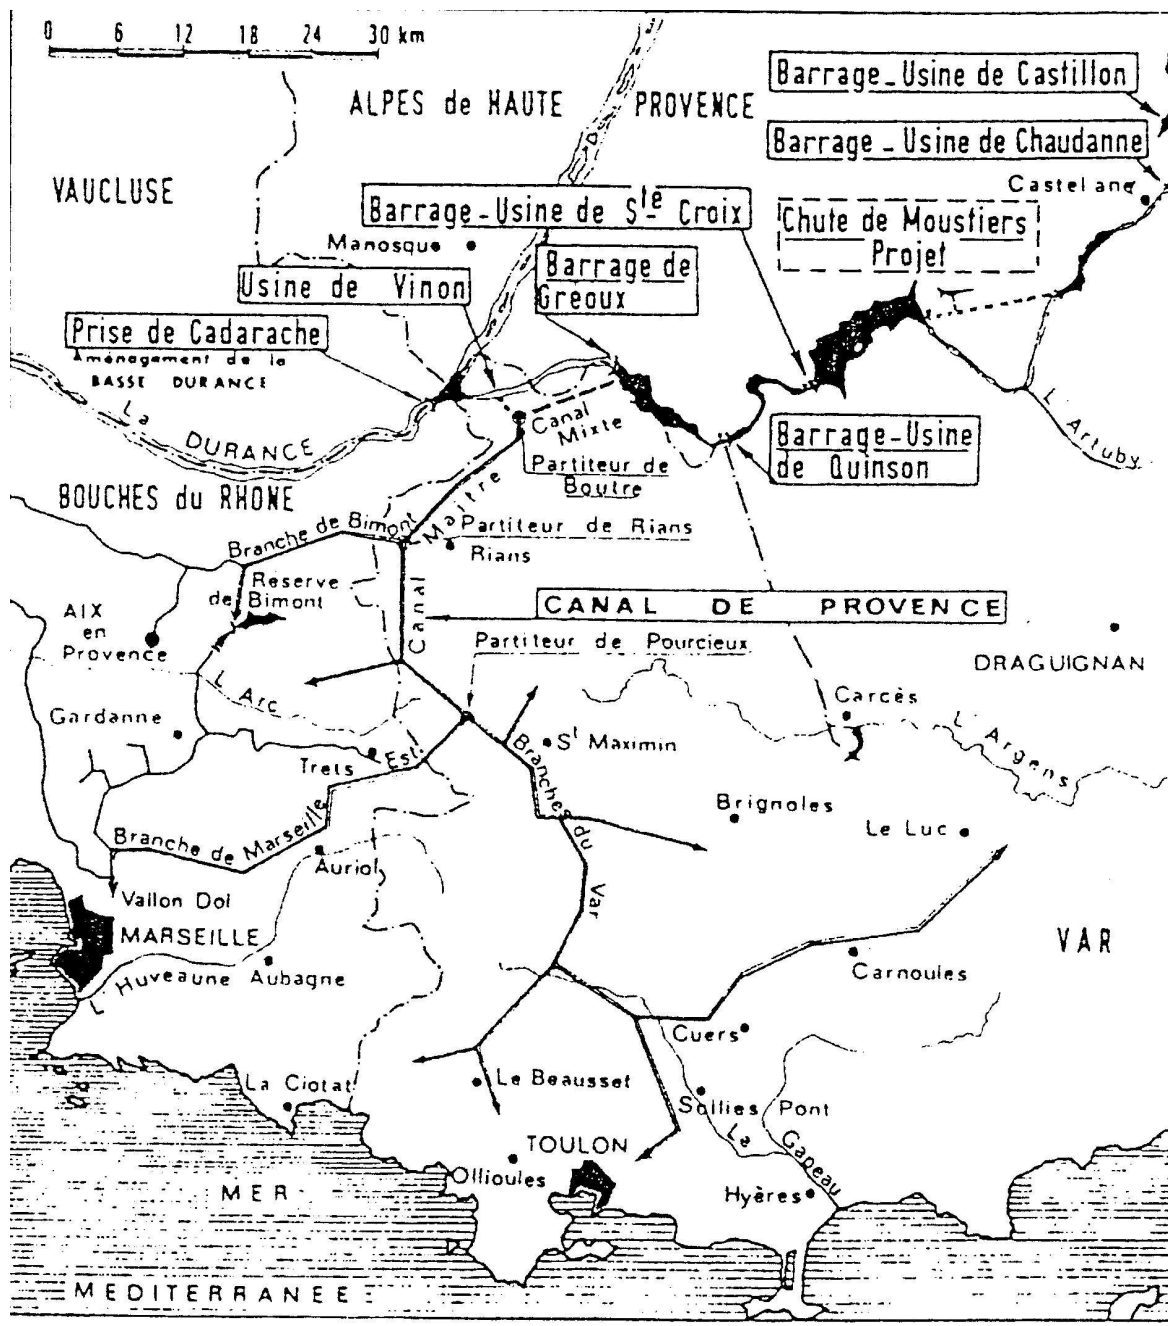 0 6 12 18 24 30 km
Barrage-Usine de Castillon
ALPES de HAUTE PROVENCE
Barrage-Usine de Chaudanne
VAUCLUSE
Castelane
Barrage-Usine de Ste Croix
Chute de Moustiers
Projet
Manosque
Barrage de
Gréoux
Usine de Vinon
Prise de Cadarache
Aménagement de la
BASSE DURANCE
La
DURANCE
Canal
Mixte
L'Artuby
Barrage-Usine
de Quinson
Partiteur de
Boutre
BOUCHES du RHONE
Maître
Branche de Bimont
Partiteur de Rians
Rians
Réserve
de Bimont
Canal
CANAL DE PROVENCE
AIX
en
Provence
Partiteur de Pourcieux
DRAGUIGNAN
L'Arc
Carcès
L'Argens
Gardanne
St Maximin
Trets
Est
Branches du Var
Brignoles
Le Luc
Branche de Marseille
Auriol
Vallon Dol
MARSEILLE
VAR
L'Huveaune
Aubagne
Carnoules
Cuers
La Ciotat
Le Beausset
Sollies Pont
TOULON
La Gapeau
Ollioules
Hyères
MER
MEDITERRANEE